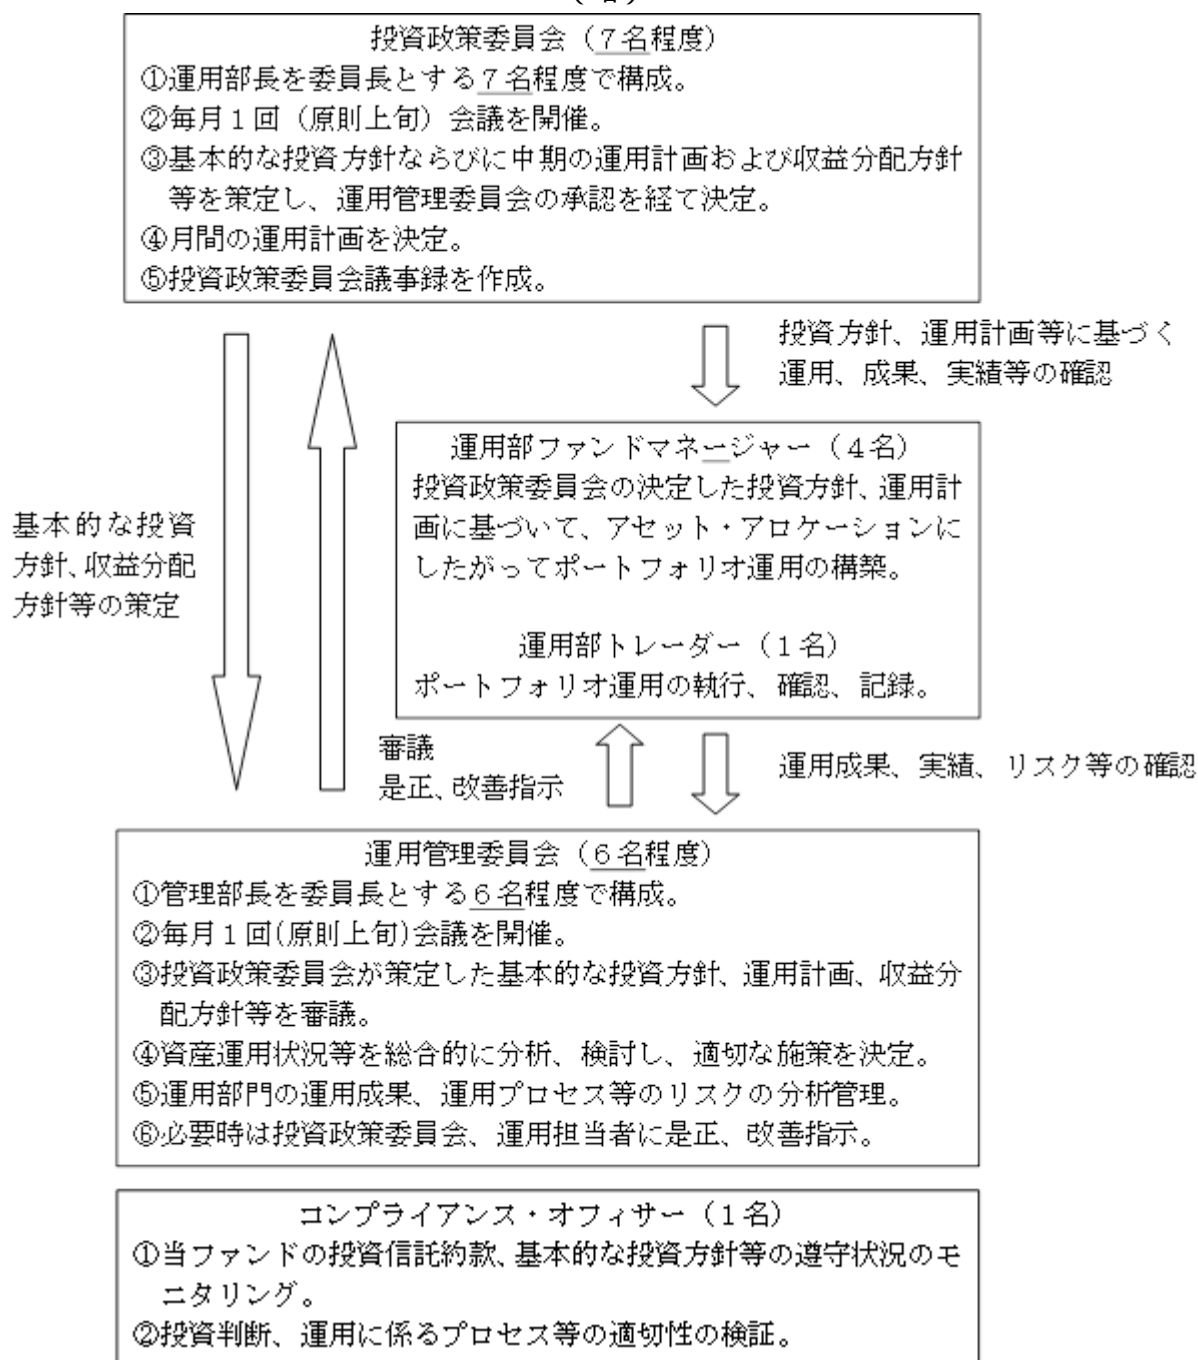 投資政策委員会（７名程度）
①運用部長を委員長とする７名程度で構成。
②毎月１回（原則上旬）会議を開催。
③基本的な投資方針ならびに中期の運用計画および収益分配方針
等を策定し、運用管理委員会の承認を経て決定。
④月間の運用計画を決定。
⑤投資政策委員会議事録を作成。
投資方針、運用計画等に基づく
運用、成果、実績等の確認
運用部ファンドマネージャー（４名）
投資政策委員会の決定した投資方針、運用計
画に基づいて、アセット・アロケーションに
したがってポートフォリオ運用の構築。
運用部トレーダー（１名）
ポートフォリオ運用の執行、確認、記録。
基本的な投資
方針、収益分配
方針等の策定
審議
是正、改善指示
運用成果、実績、リスク等の確認
運用管理委員会（６名程度）
①管理部長を委員長とする６名程度で構成。
②毎月１回(原則上旬)会議を開催。
③投資政策委員会が策定した基本的な投資方針、運用計画、収益分
配方針等を審議。
④資産運用状況等を総合的に分析、検討し、適切な施策を決定。
⑤運用部門の運用成果、運用プロセス等のリスクの分析管理。
⑥必要時は投資政策委員会、運用担当者に是正、改善指示。
コンプライアンス・オフィサー（１名）
①当ファンドの投資信託約款、基本的な投資方針等の遵守状況のモ
ニタリング。
②投資判断、運用に係るプロセス等の適切性の検証。